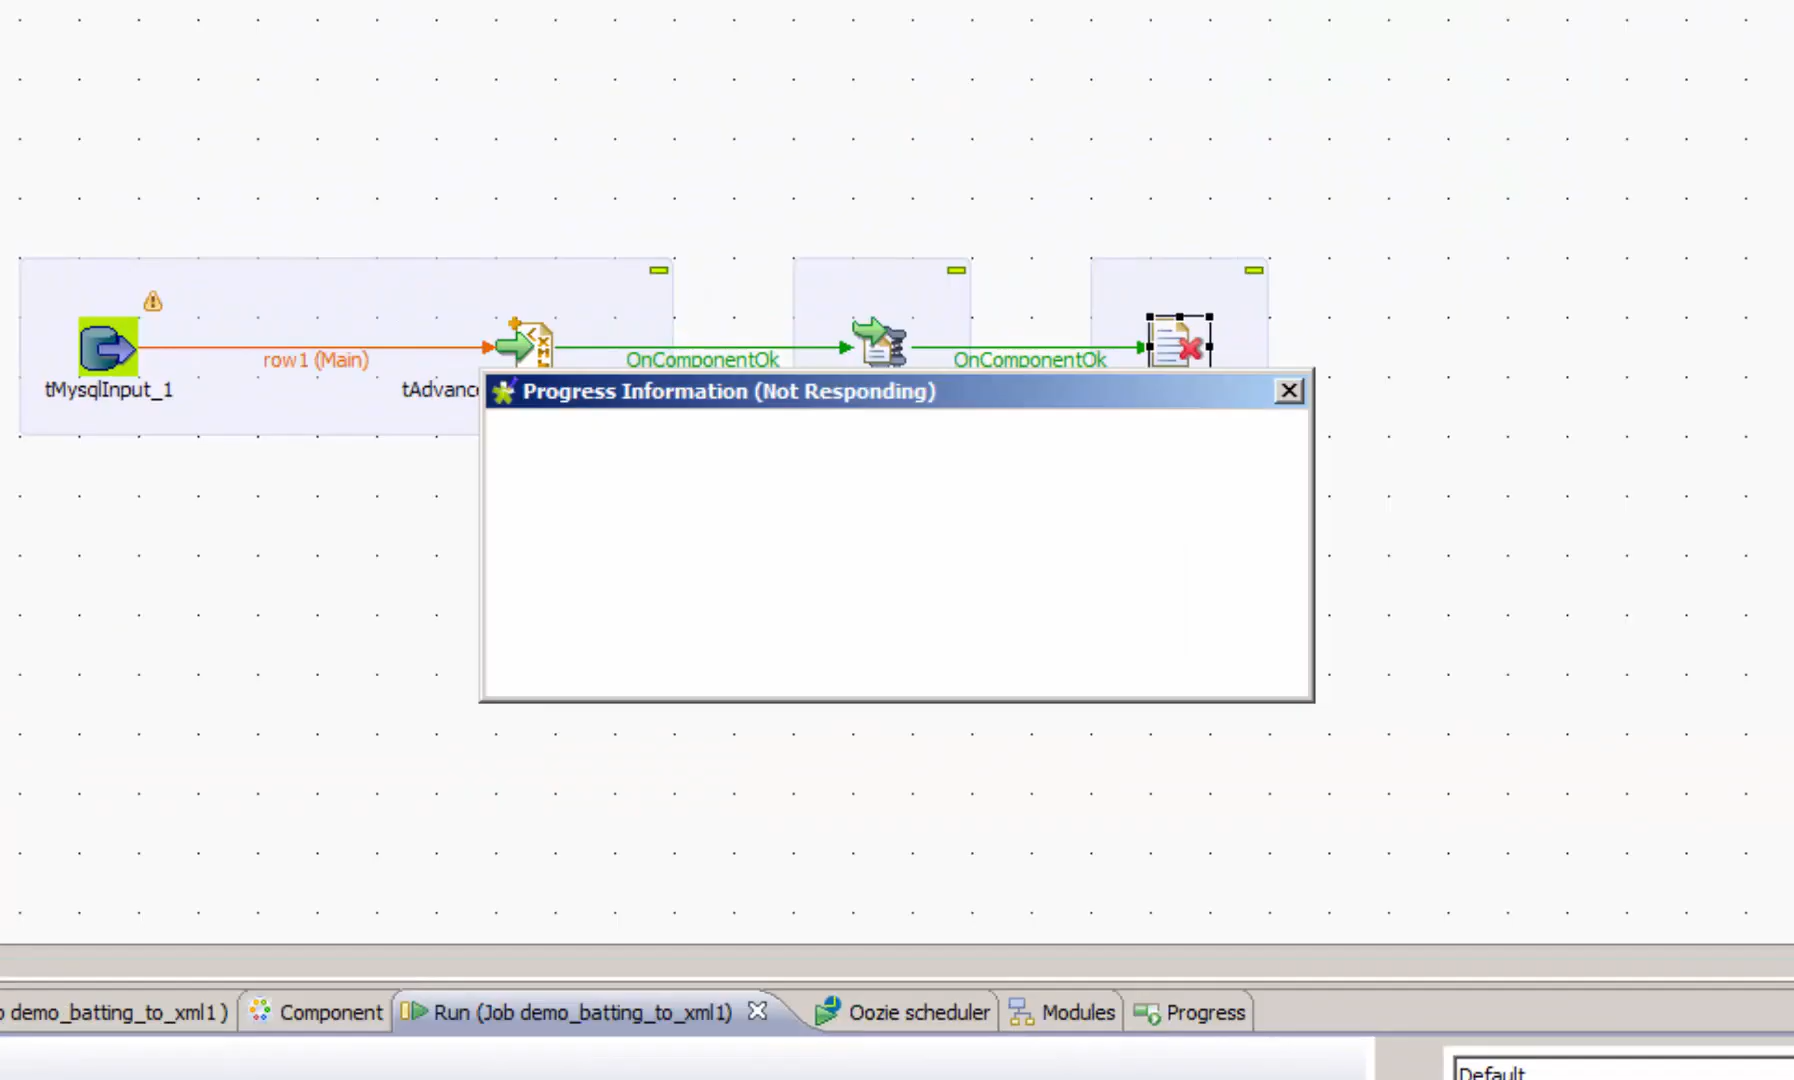 row1 (Main)
OnComponentOk
OnComponentOk
tMysqlInput_1
tAdvanc
Progress Information (Not Responding)
demo_batting_to_xml1)
Component
Run (Job demo_batting_to_xml1)
Oozie scheduler
Modules
Progress
Default